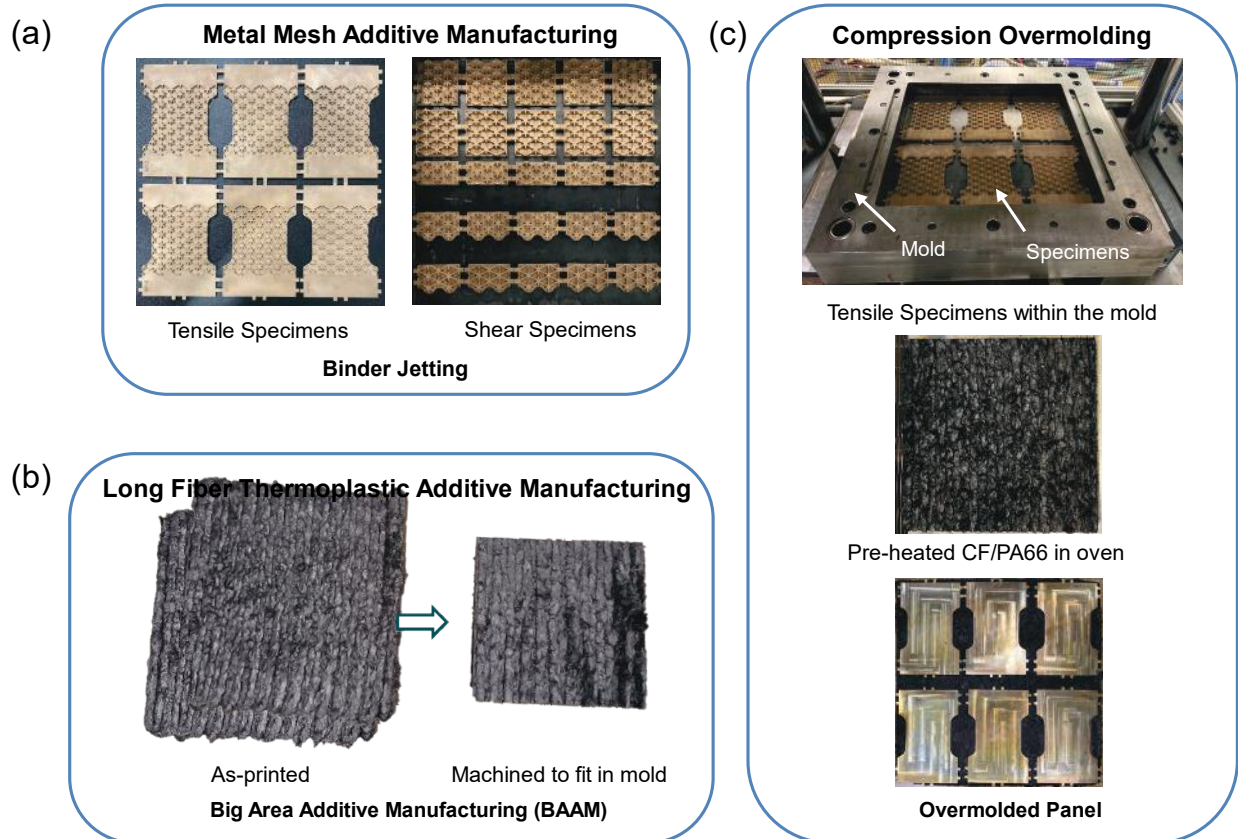 (a)
Metal Mesh Additive Manufacturing
Tensile Specimens
Shear Specimens
Binder Jetting
(b)
Long Fiber Thermoplastic Additive Manufacturing
As-printed
Machined to fit in mold
Big Area Additive Manufacturing (BAAM)
(c)
Compression Overmolding
Mold
Specimens
Tensile Specimens within the mold
Pre-heated CF/PA66 in oven
Overmolded Panel